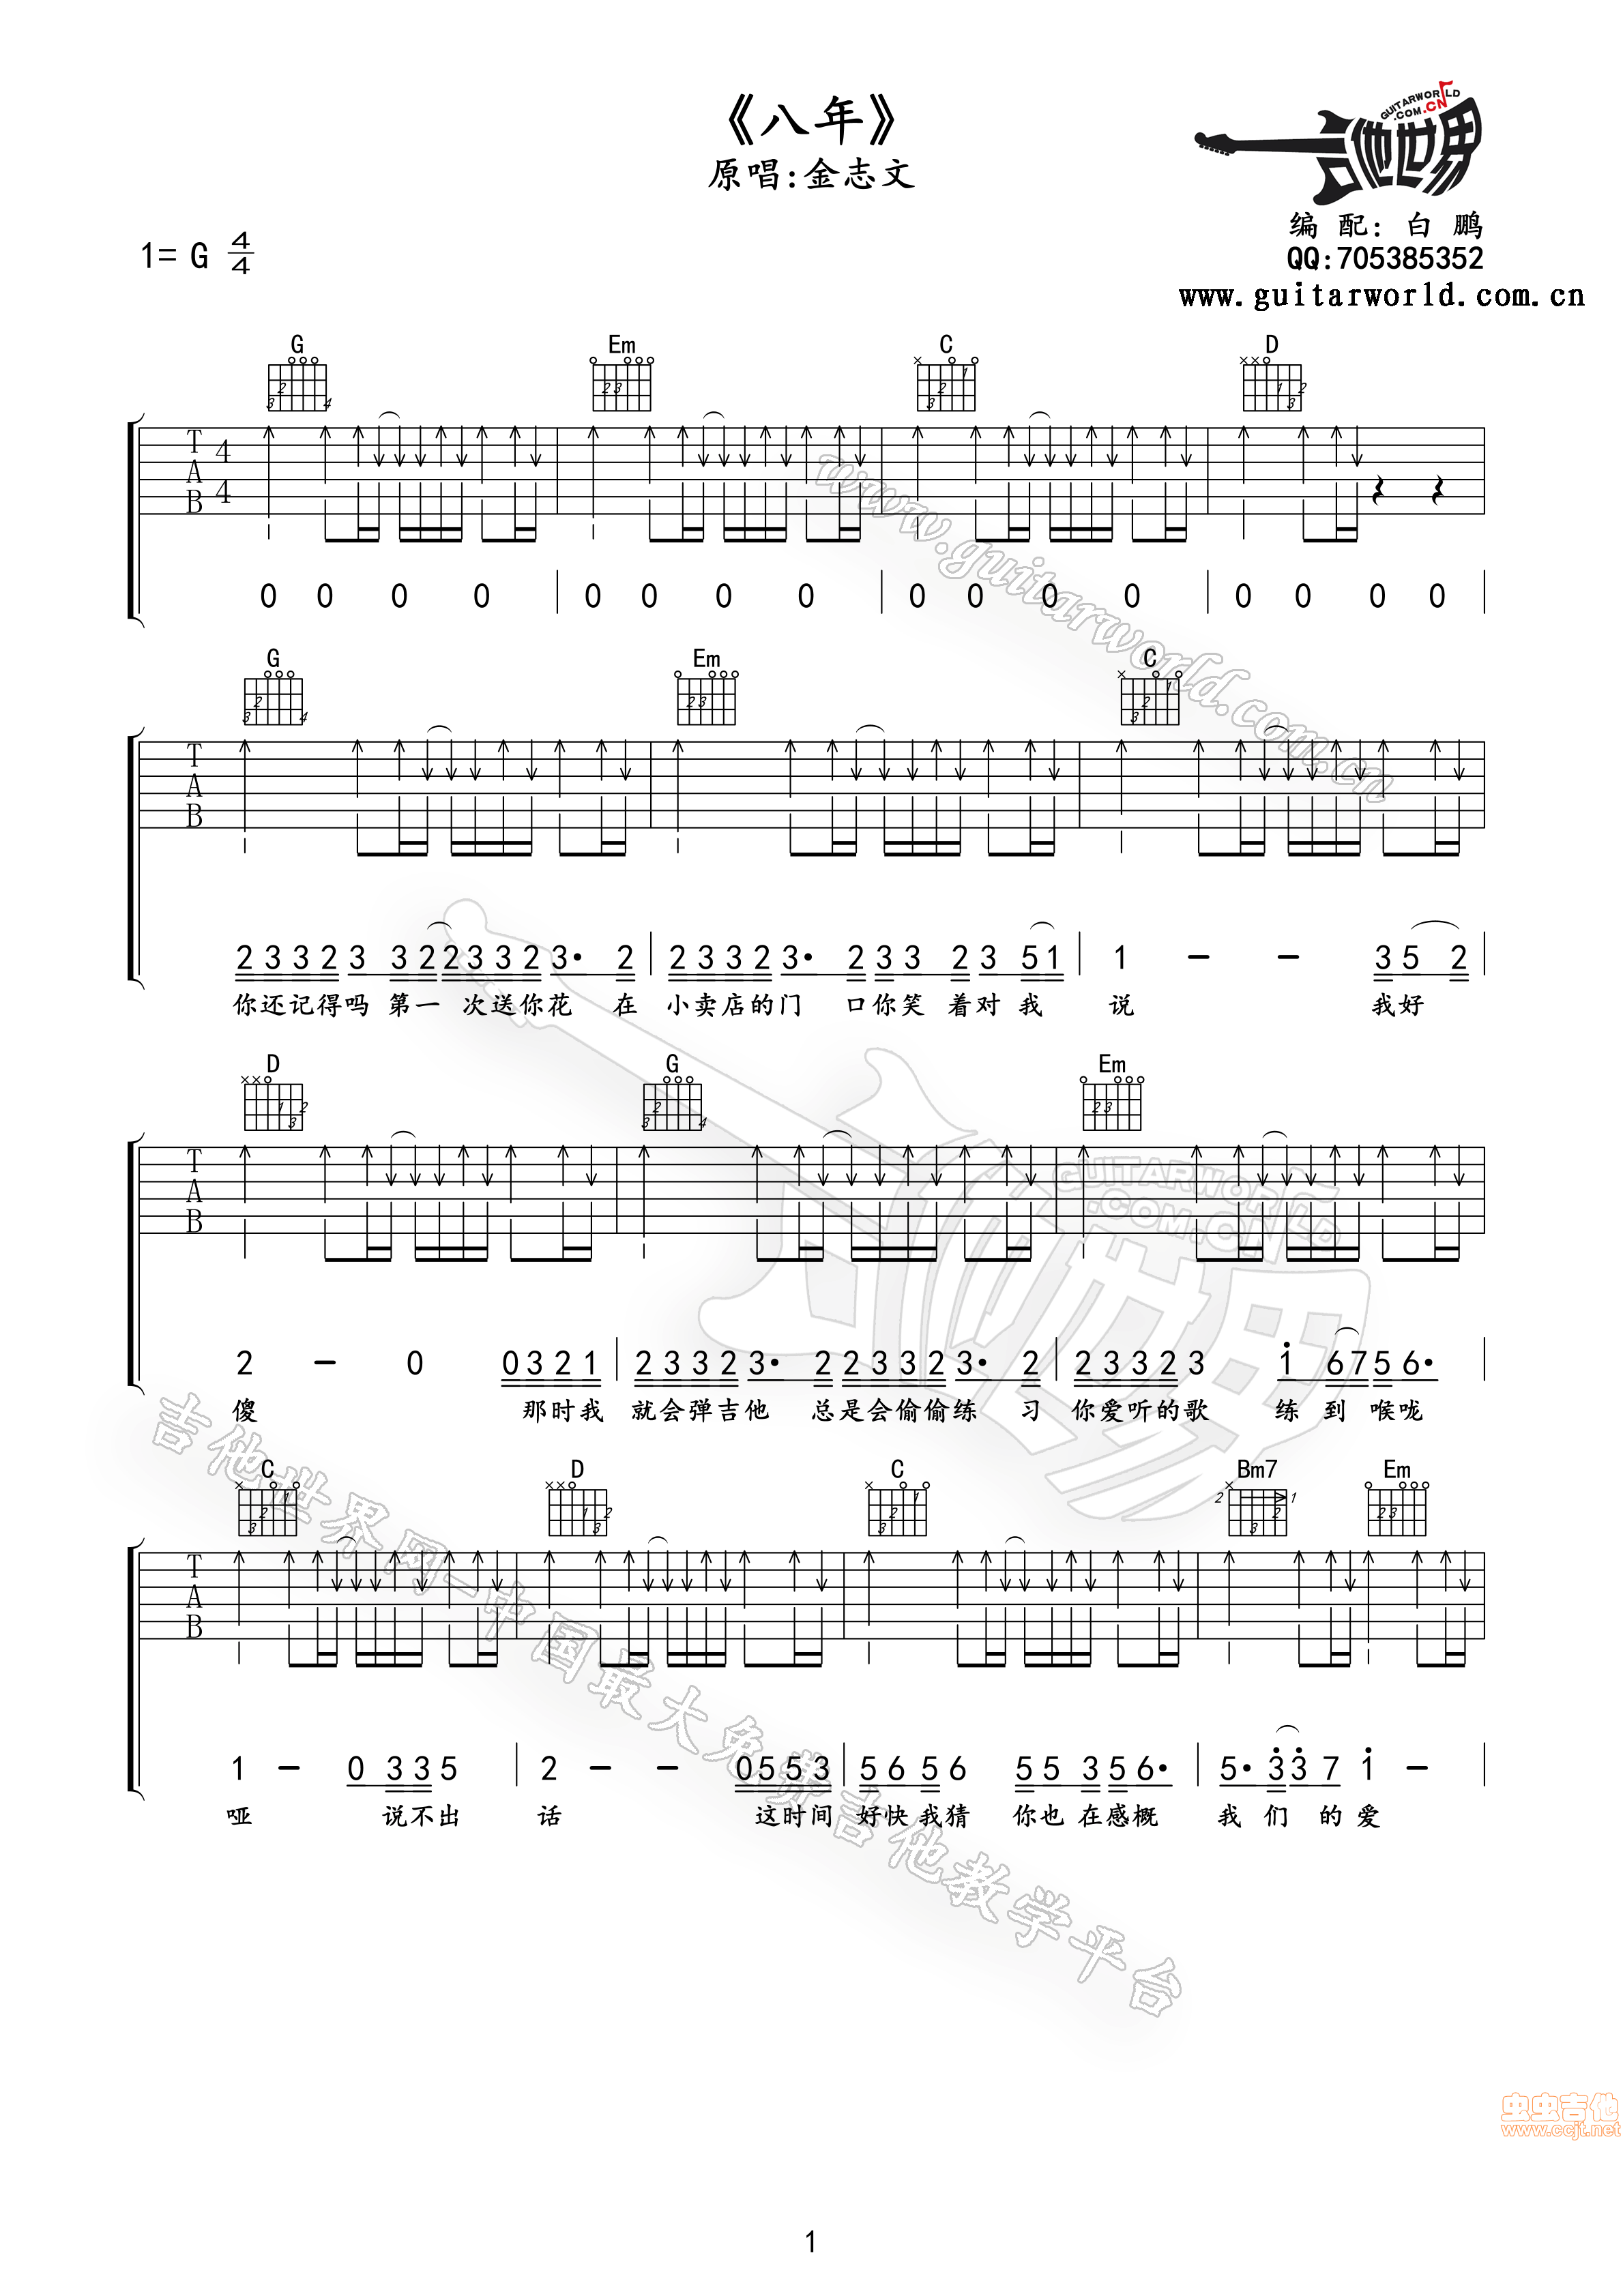 《八年》
原唱:金志文
GUITARWORLD
.COM.CN
吉他世界
编 配: 白 鹏
QQ:705385352
www.guitarworld.com.cn
1= G 4/4
G Em C D
T A B 4/4
0 0 0 0 | 0 0 0 0 | 0 0 0 0 | 0 0 0 0
G Em C
T A B
2 3 3 2 3 3 2 2 3 3 2 3· 2 | 2 3 3 2 3· 2 3 3 2 3 5 1 | 1 – – 3 5 2
你还记得吗 第一 次送你花 在 小卖店的门 口你笑 着对 我 说 我好
D G Em
T A B
2 – 0 0 3 2 1 | 2 3 3 2 3· 2 2 3 3 2 3· 2 | 2 3 3 2 3 1 6 7 5 6·
傻 那时我 就会弹吉他 总是会偷偷练 习 你爱听的歌 练 到 喉咙
C D C Bm7 Em
T A B
1 – 0 3 3 5 | 2 – – 0 5 5 3 | 5 6 5 6 5 5 3 5 6· | 5· 3 3 7 1 –
哑 说不出 话 这时间 好快我猜 你也 在感概 我 们 的 爱
www.guitarworld.com.cn
GUITARWORLD
.COM.CN
吉他世界
吉他世界网-中国最大免费吉他教学平台
虫虫吉他
www.ccjt.net
1